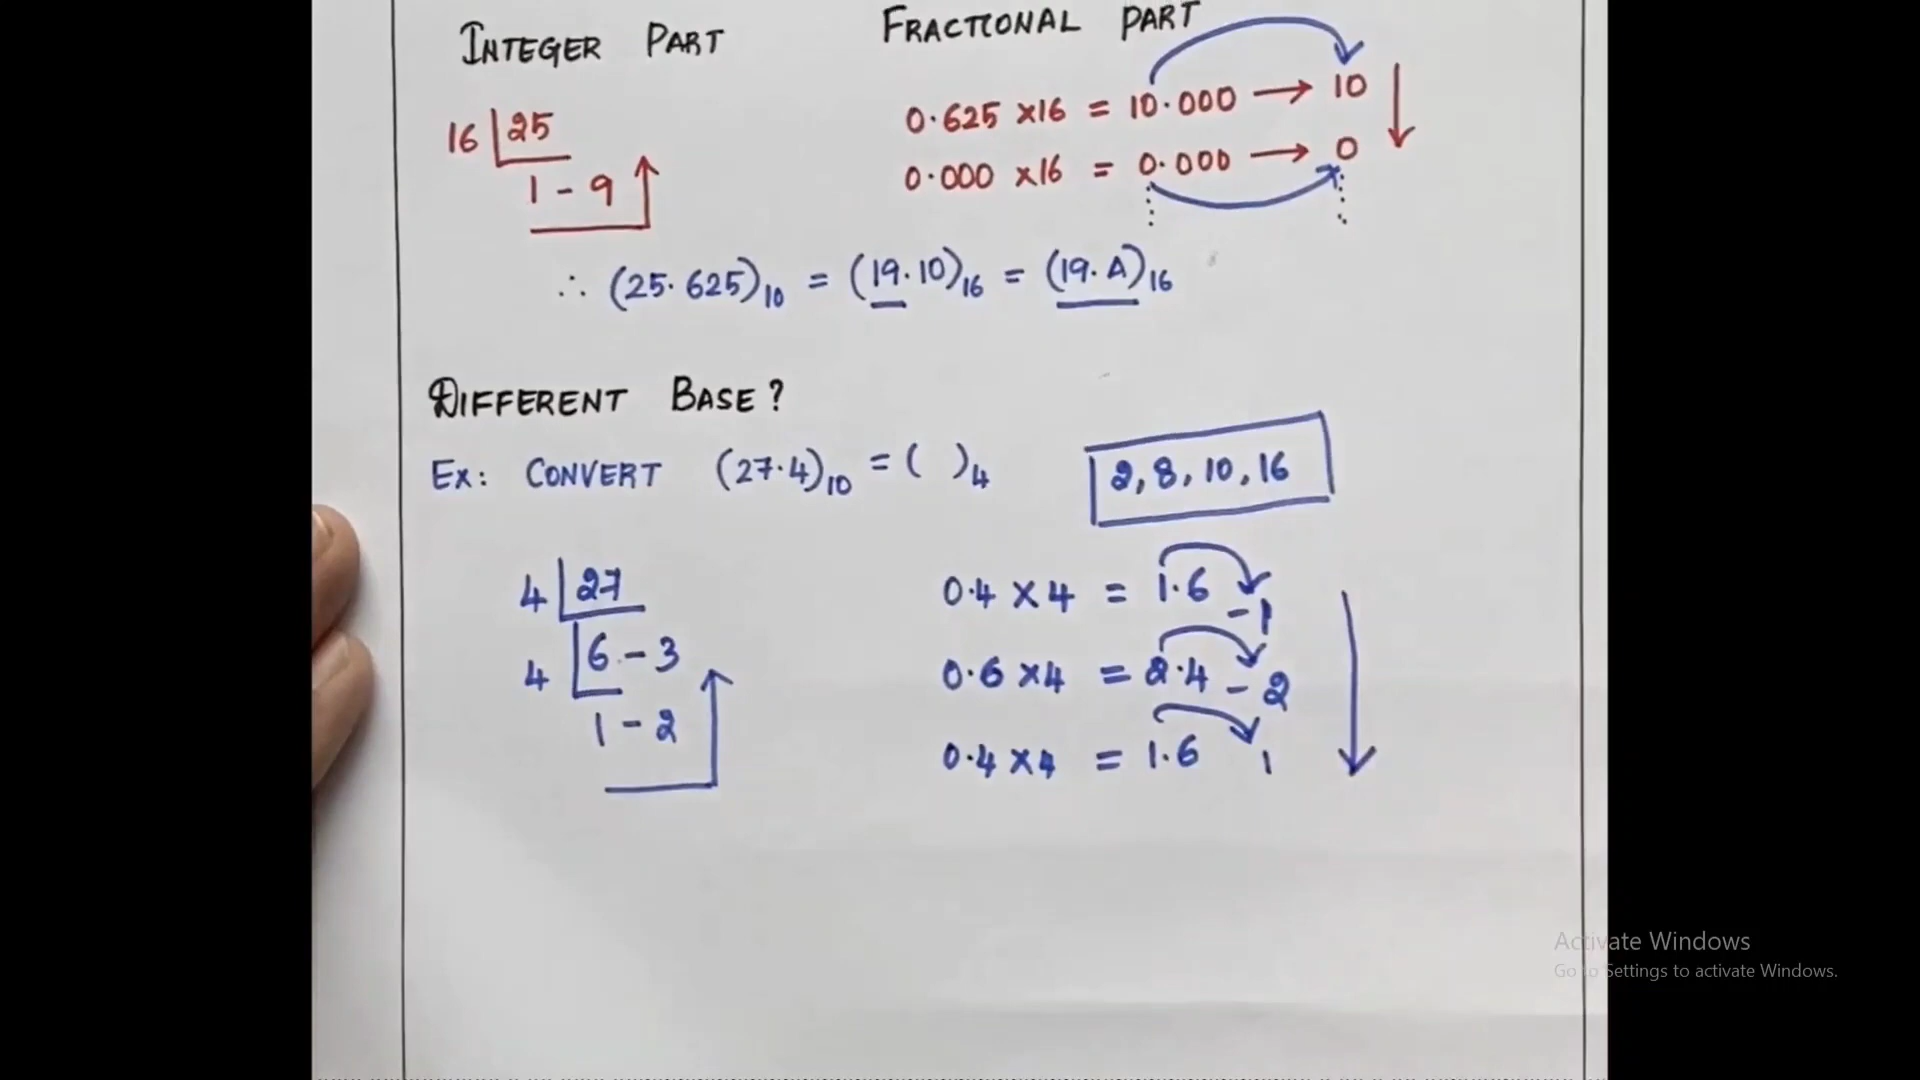 INTEGER PART
FRACTIONAL PART
16 25
1 - 9
0.625 ×16 = 10.000 → 10
0.000 ×16 = 0.000 → 0
∴ (25.625)10 = (19.10)16 = (19.A)16
DIFFERENT BASE?
Ex: CONVERT (27.4)10 = ( )4
2, 8, 10, 16
4 27
4 6 - 3
1 - 2
0.4 × 4 = 1.6 - 1
0.6 ×4 = 2.4 - 2
0.4 ×4 = 1.6 1
Activate Windows
Go to Settings to activate Windows.